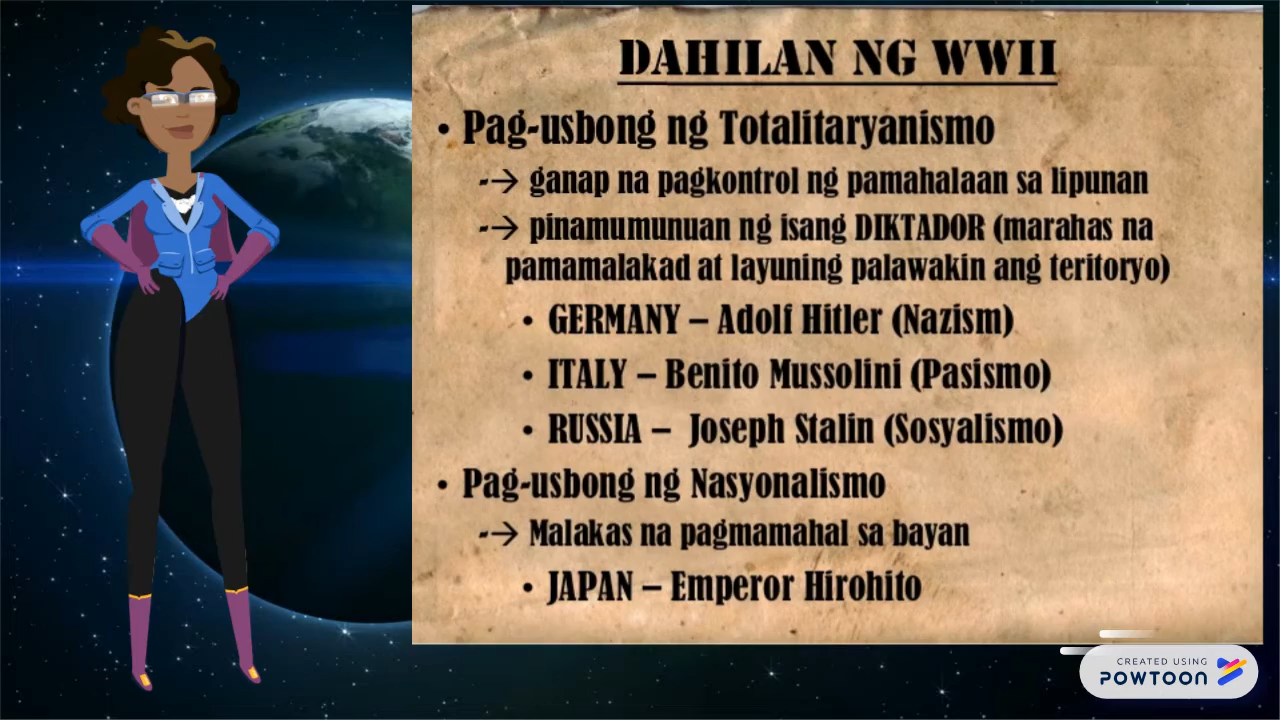 DAHILAN NG WWII
• Pag-usbong ng Totalitaryanismo
-→ ganap na pagkontrol ng pamahalaan sa lipunan
-→ pinamumunuan ng isang DIKTADOR (marahas na
pamamalakad at layuning palawakin ang teritoryo)
• GERMANY – Adolf Hitler (Nazism)
• ITALY – Benito Mussolini (Pasismo)
• RUSSIA – Joseph Stalin (Sosyalismo)
• Pag-usbong ng Nasyonalismo
-→ Malakas na pagmamahal sa bayan
• JAPAN – Emperor Hirohito
CREATED USING
POWTOON